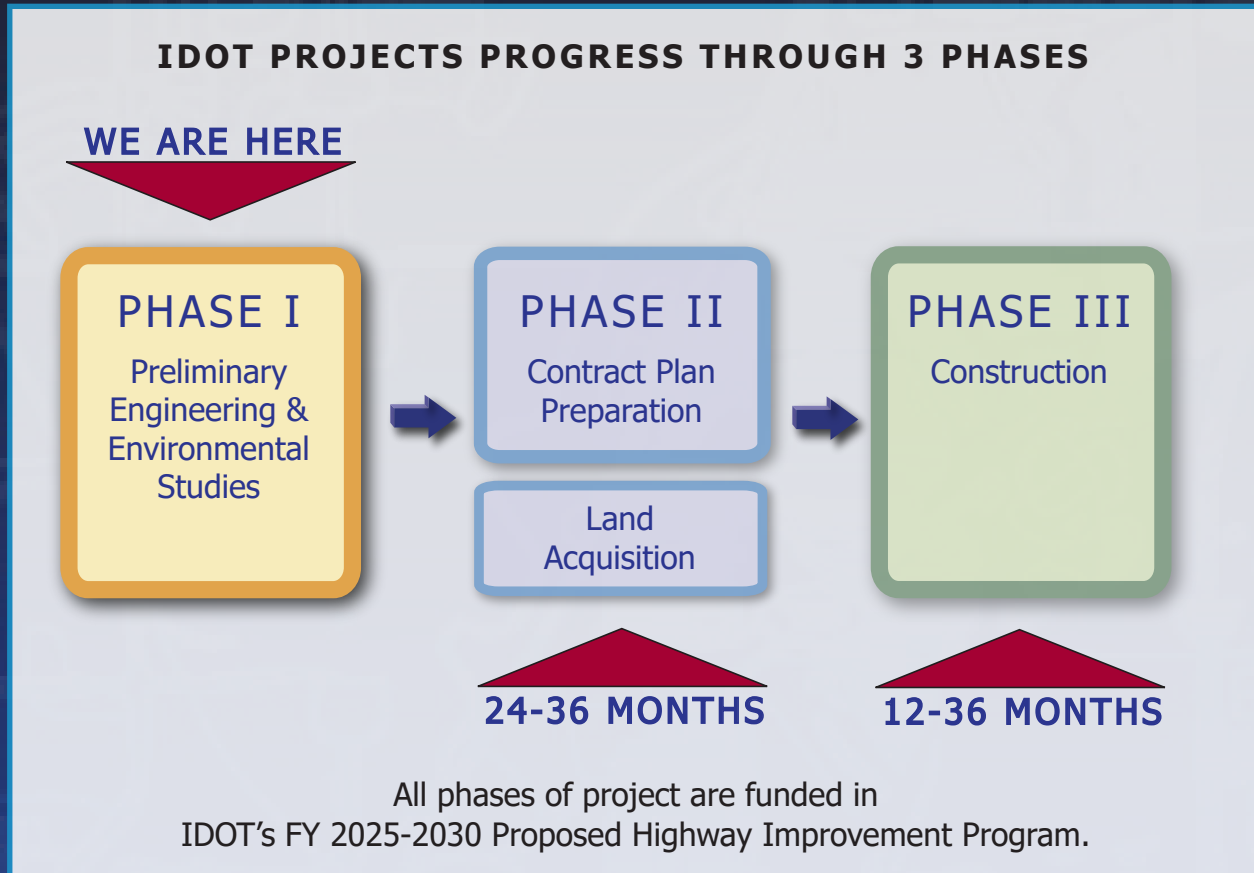 IDOT PROJECTS PROGRESS THROUGH 3 PHASES
WE ARE HERE
PHASE I
Preliminary
Engineering &
Environmental
Studies
PHASE II
Contract Plan
Preparation
Land
Acquisition
24-36 MONTHS
PHASE III
Construction
12-36 MONTHS
All phases of project are funded in
IDOT’s FY 2025-2030 Proposed Highway Improvement Program.